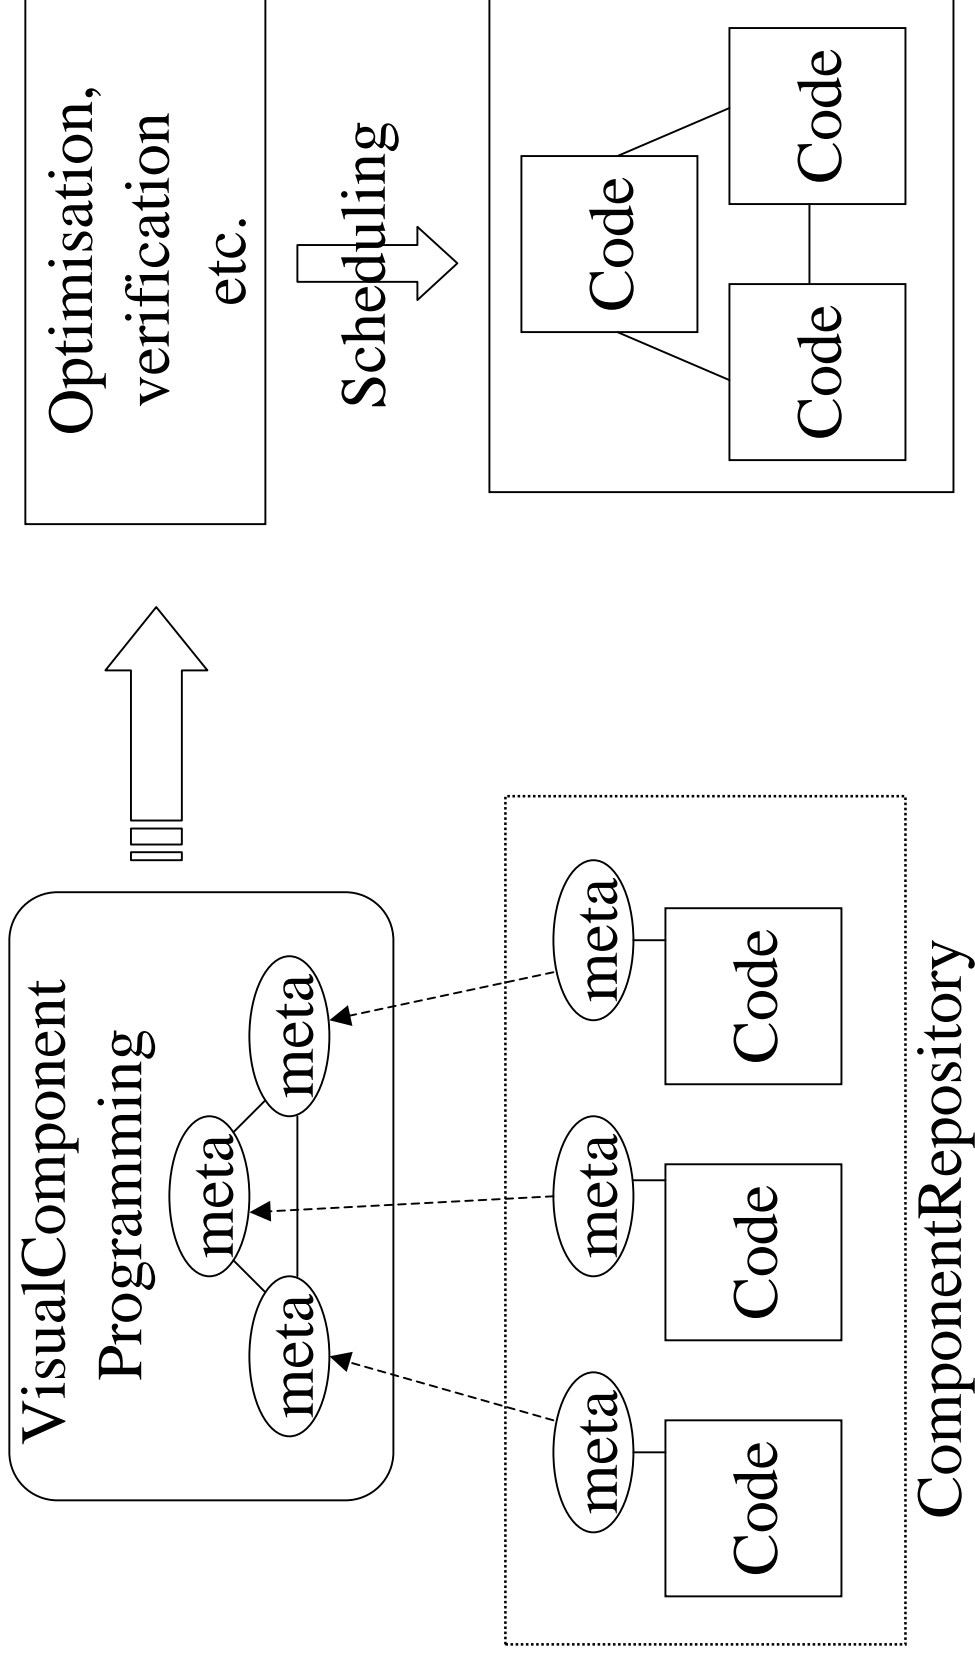 VisualComponent
Programming
meta
meta
meta
meta
meta
meta
Code
Code
Code
ComponentRepository
Optimisation,
verification
etc.
Scheduling
Code
Code
Code